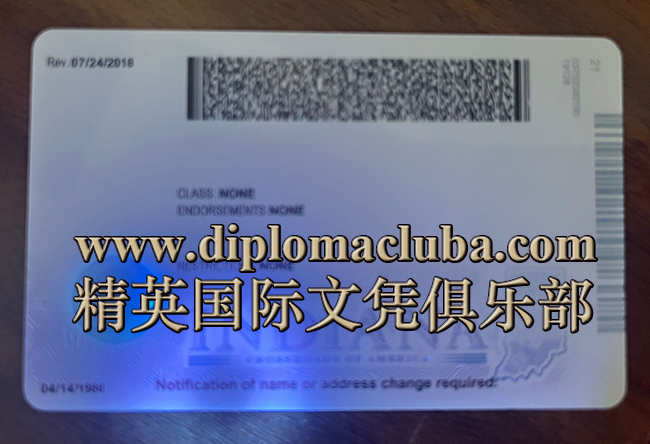 Rev. 07/24/2018
21
CLASS NONE
ENDORSEMENTS NONE
www.diplomacluba.com
RESTRICTIONS NONE
精英国际文凭俱乐部
INDIANA
CROSSROADS OF AMERICA
Notification of name or address change required.